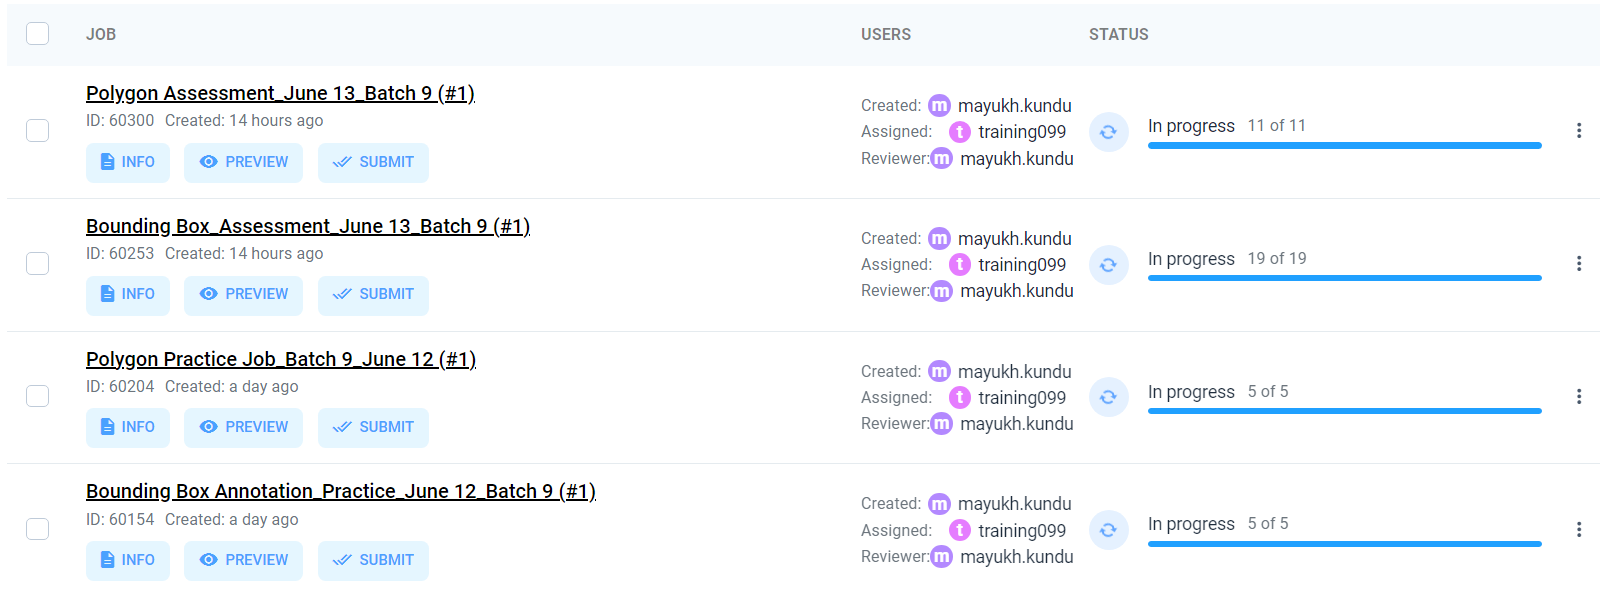 JOB USERS STATUS
Polygon Assessment_June 13_Batch 9 (#1)
ID: 60300 Created: 14 hours ago
INFO PREVIEW SUBMIT
Created: m mayukh.kundu
Assigned: t training099
Reviewer: m mayukh.kundu
In progress 11 of 11
Bounding Box_Assessment_June 13_Batch 9 (#1)
ID: 60253 Created: 14 hours ago
INFO PREVIEW SUBMIT
Created: m mayukh.kundu
Assigned: t training099
Reviewer: m mayukh.kundu
In progress 19 of 19
Polygon Practice Job_Batch 9_June 12 (#1)
ID: 60204 Created: a day ago
INFO PREVIEW SUBMIT
Created: m mayukh.kundu
Assigned: t training099
Reviewer: m mayukh.kundu
In progress 5 of 5
Bounding Box Annotation_Practice_June 12_Batch 9 (#1)
ID: 60154 Created: a day ago
INFO PREVIEW SUBMIT
Created: m mayukh.kundu
Assigned: t training099
Reviewer: m mayukh.kundu
In progress 5 of 5